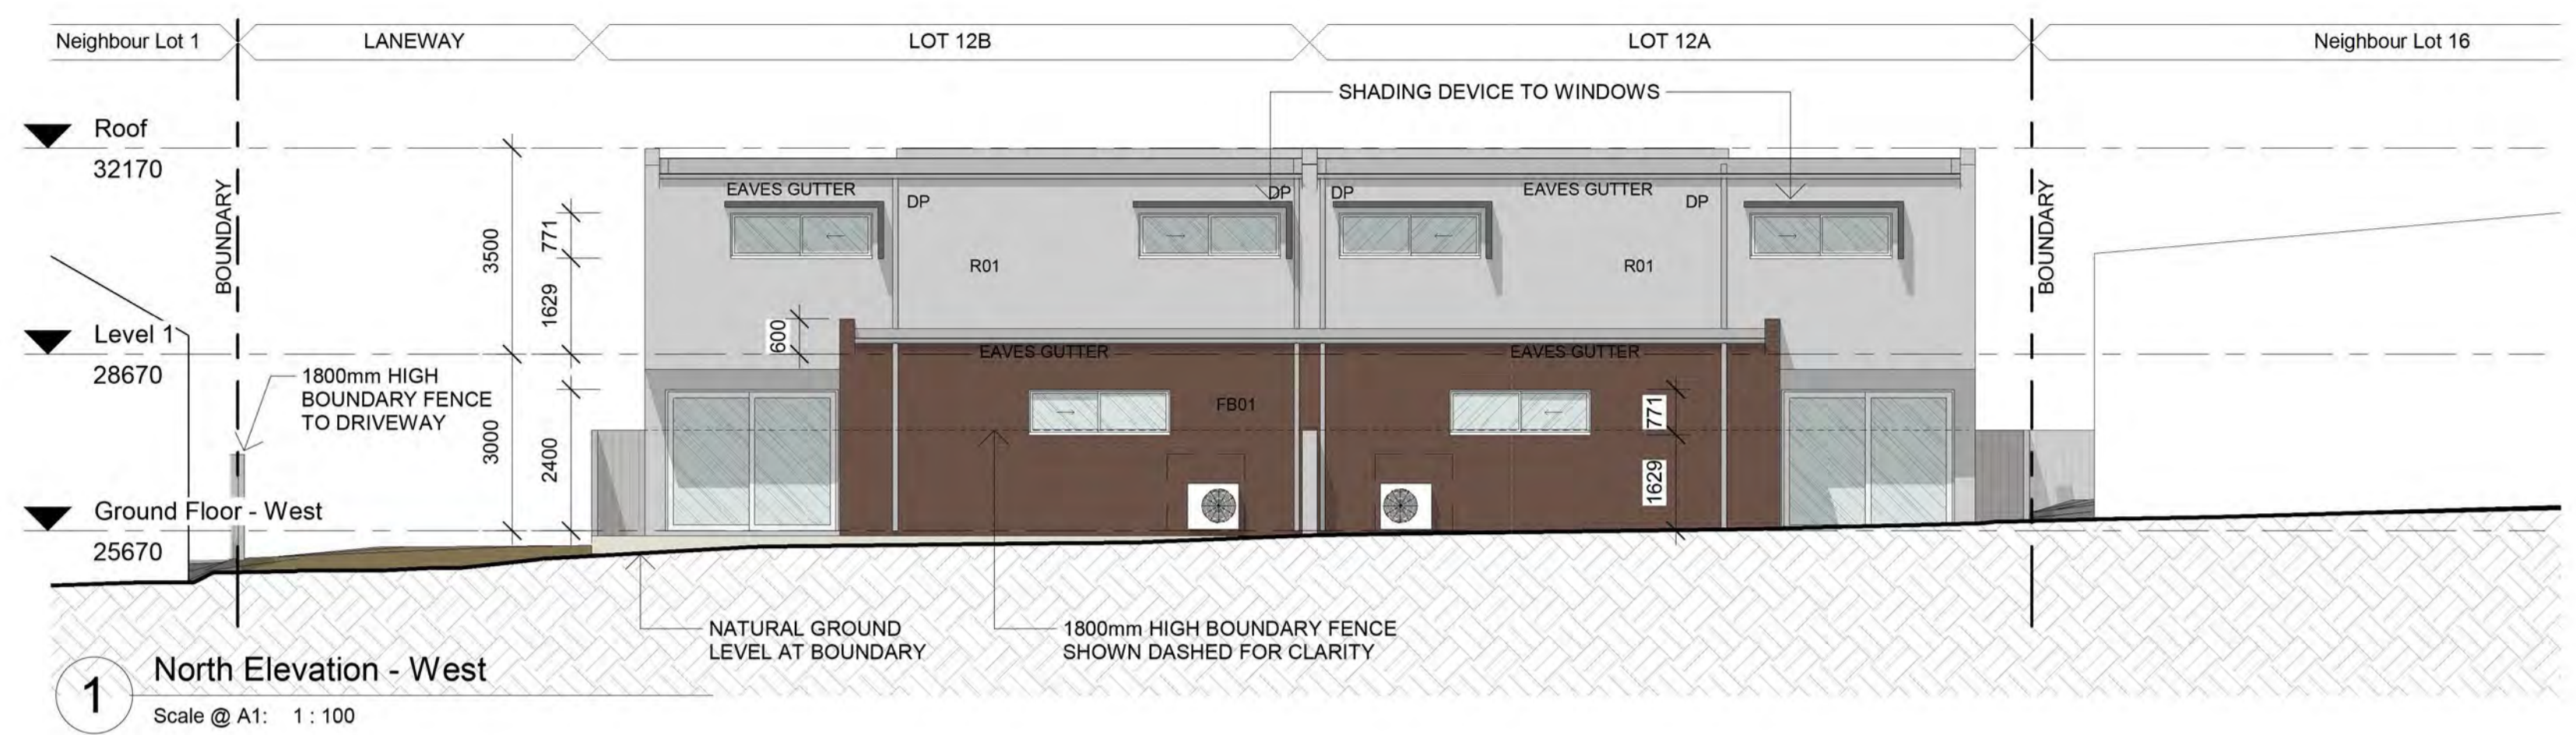 Neighbour Lot 1
LANEWAY
LOT 12B
LOT 12A
Neighbour Lot 16
SHADING DEVICE TO WINDOWS
Roof
32170
BOUNDARY
3500
771
1629
EAVES GUTTER
DP
DP
DP
EAVES GUTTER
DP
BOUNDARY
R01
R01
600
Level 1
28670
EAVES GUTTER
EAVES GUTTER
1800mm HIGH
BOUNDARY FENCE
TO DRIVEWAY
3000
2400
FB01
771
1629
Ground Floor - West
25670
NATURAL GROUND
LEVEL AT BOUNDARY
1800mm HIGH BOUNDARY FENCE
SHOWN DASHED FOR CLARITY
1
North Elevation - West
Scale @ A1: 1 : 100